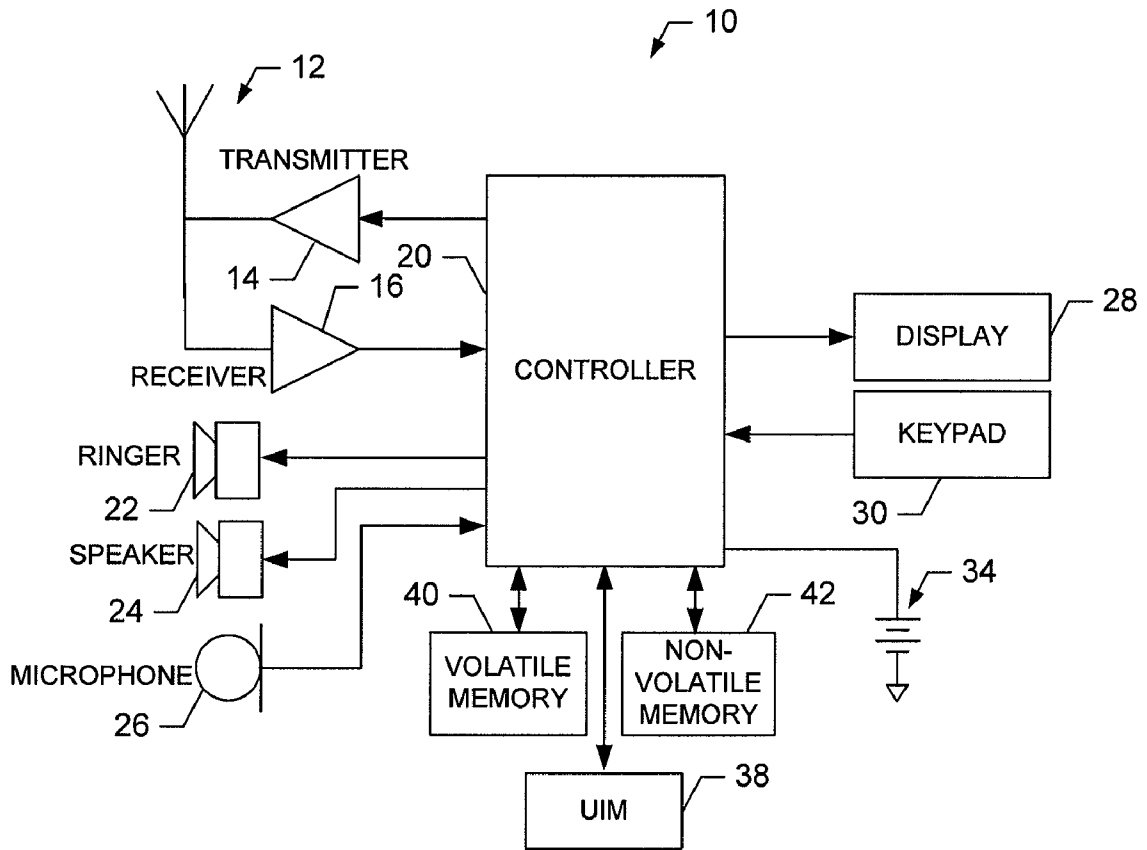 10
12
TRANSMITTER
14
20
16
RECEIVER
CONTROLLER
DISPLAY
28
KEYPAD
30
RINGER
22
SPEAKER
24
MICROPHONE
26
40
VOLATILE
MEMORY
42
NON-
VOLATILE
MEMORY
34
UIM
38